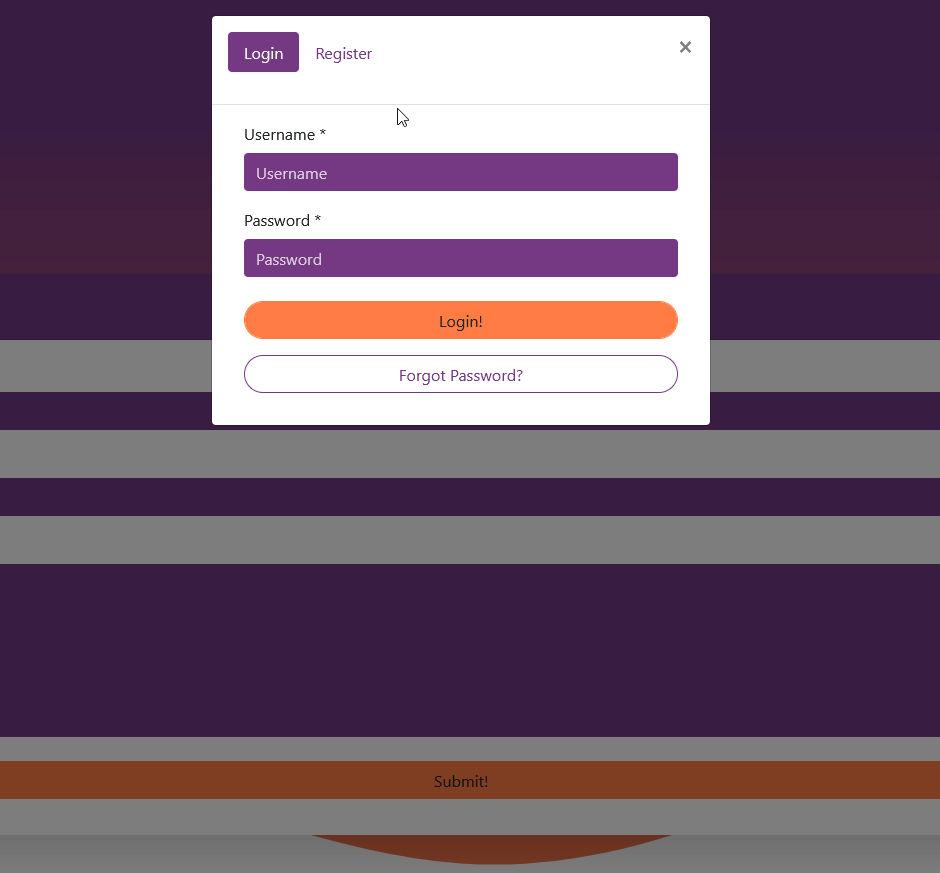 Login Register ×
Username *
Username
Password *
Password
Login!
Forgot Password?
Submit!